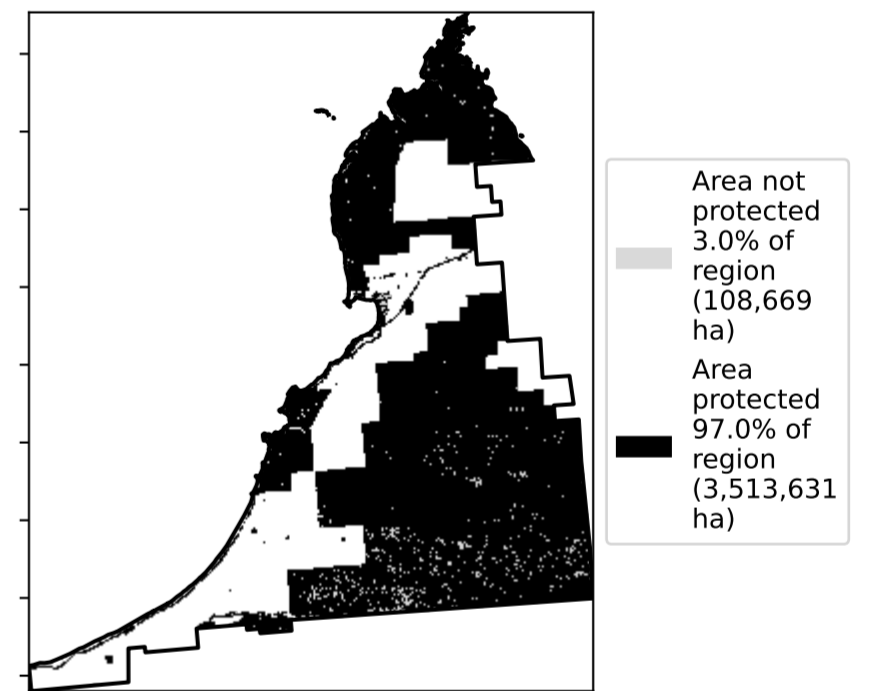 Area not
protected
3.0% of
region
(108,669
ha)
Area
protected
97.0% of
region
(3,513,631
ha)